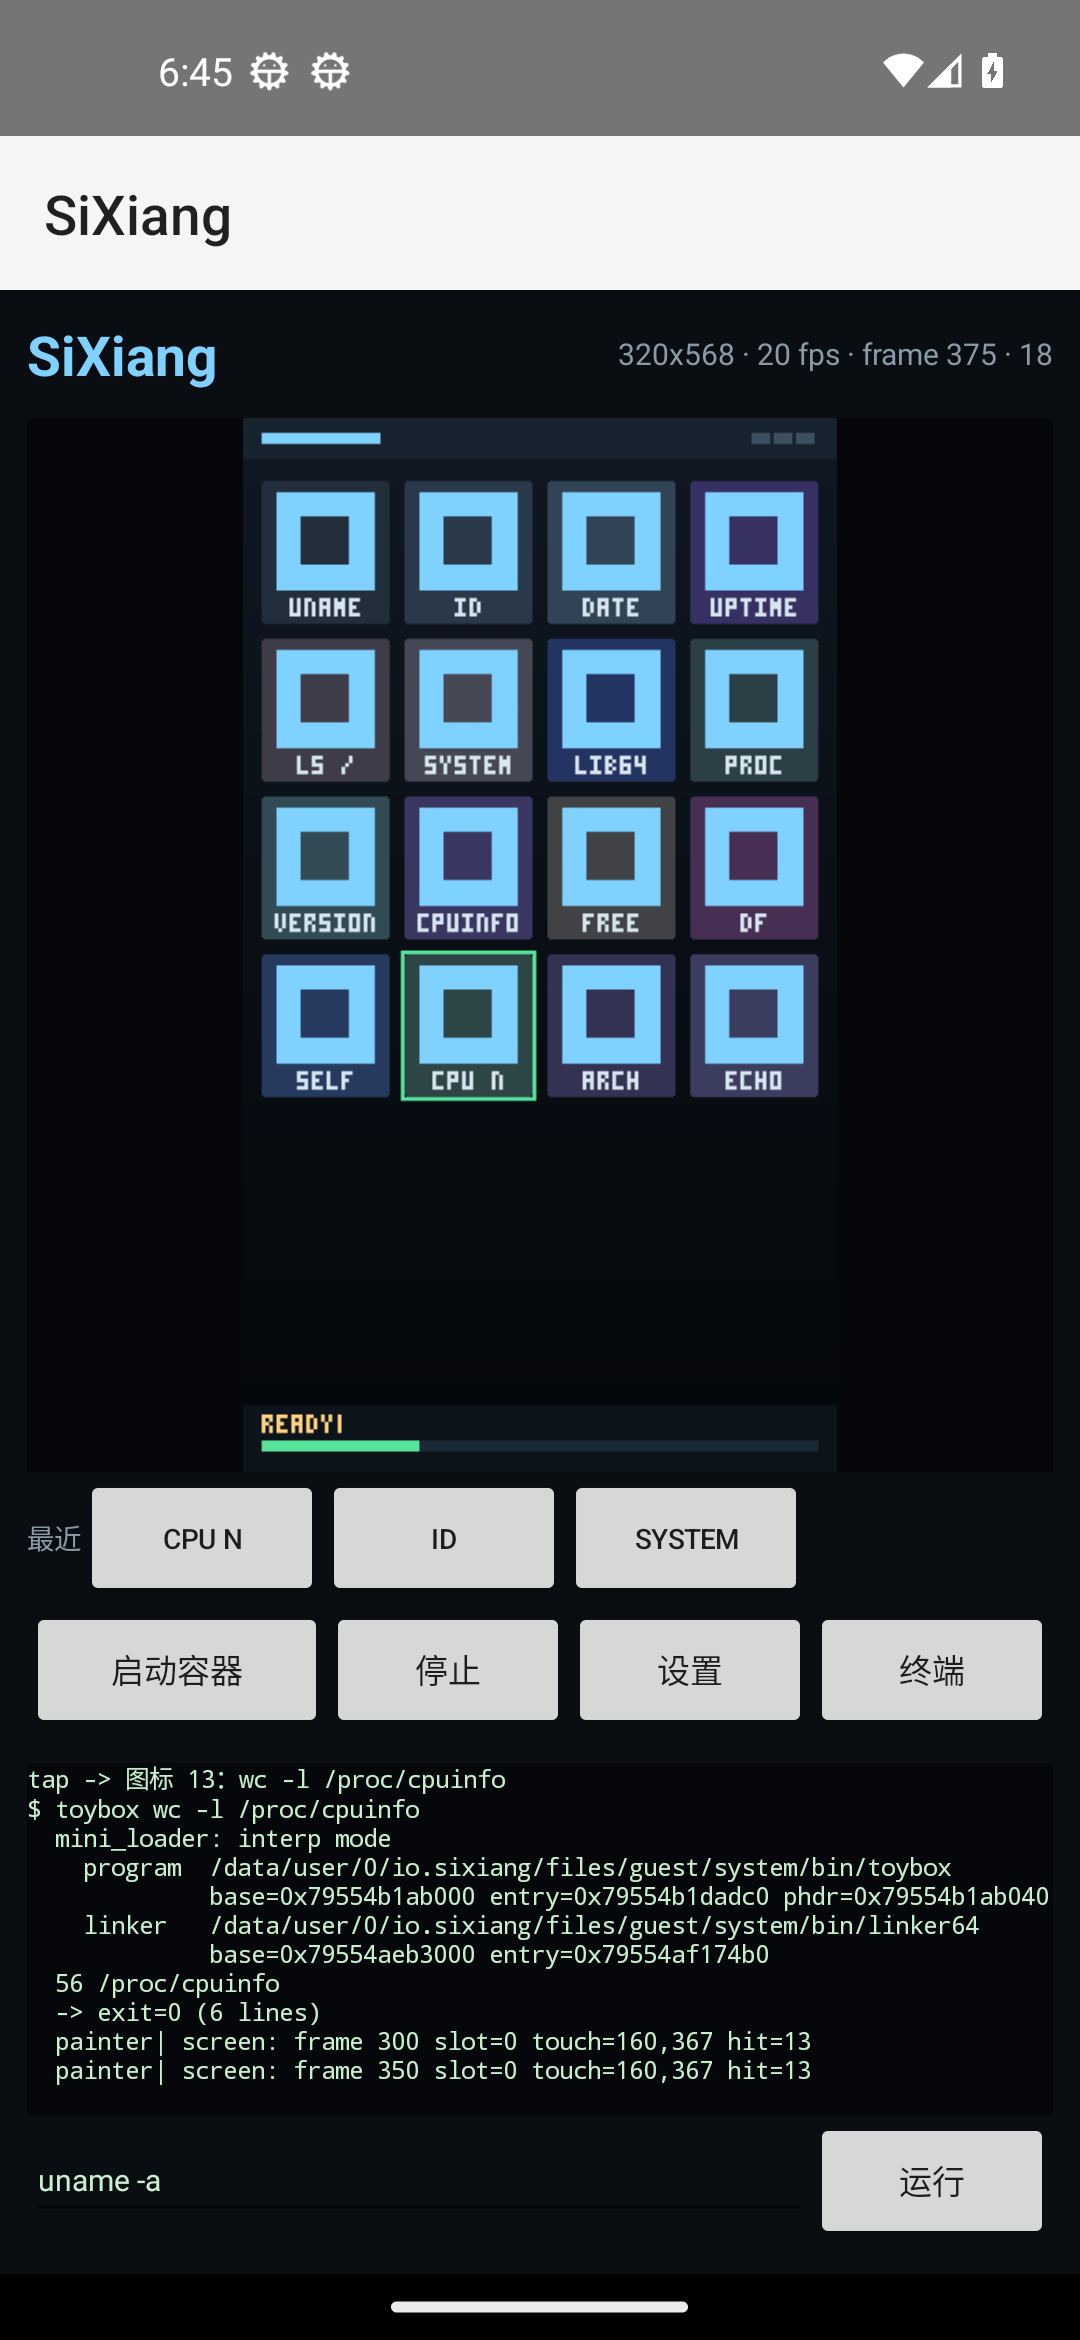 6:45
SiXiang
SiXiang
320x568 · 20 fps · frame 375 · 18
UNAME ID DATE UPTIME
LS / SYSTEM LIB64 PROC
VERSION CPUINFO FREE DF
SELF CPU N ARCH ECHO
READY!
最近 CPU N ID SYSTEM
启动容器 停止 设置 终端
tap -> 图标 13: wc -l /proc/cpuinfo
$ toybox wc -l /proc/cpuinfo
mini_loader: interp mode
program /data/user/0/io.sixiang/files/guest/system/bin/toybox
base=0x79554b1ab000 entry=0x79554b1dadc0 phdr=0x79554b1ab040
linker /data/user/0/io.sixiang/files/guest/system/bin/linker64
base=0x79554aeb3000 entry=0x79554af174b0
56 /proc/cpuinfo
-> exit=0 (6 lines)
painter| screen: frame 300 slot=0 touch=160,367 hit=13
painter| screen: frame 350 slot=0 touch=160,367 hit=13
uname -a 运行